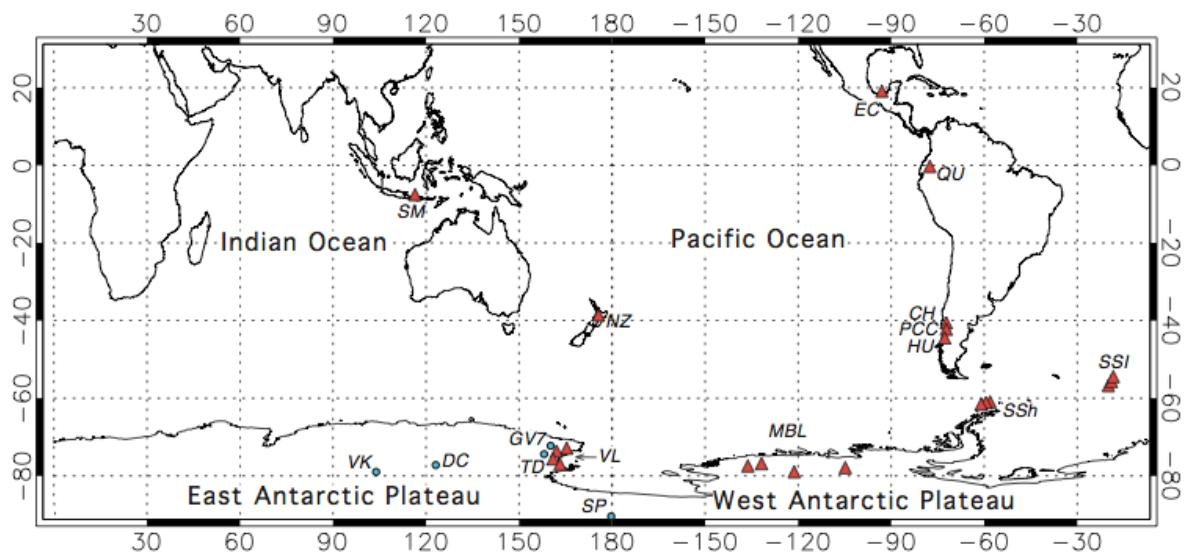 30 60 90 120 150 180 −150 −120 −90 −60 −30
20 20
EC
0 QU 0
SM
−20 Indian Ocean Pacific Ocean −20
−40 NZ CH −40
PCC
HU
SSI
−60 SSh −60
MBL
GV7
VK DC TD VL
−80 −80
East Antarctic Plateau West Antarctic Plateau
SP
30 60 90 120 150 180 −150 −120 −90 −60 −30